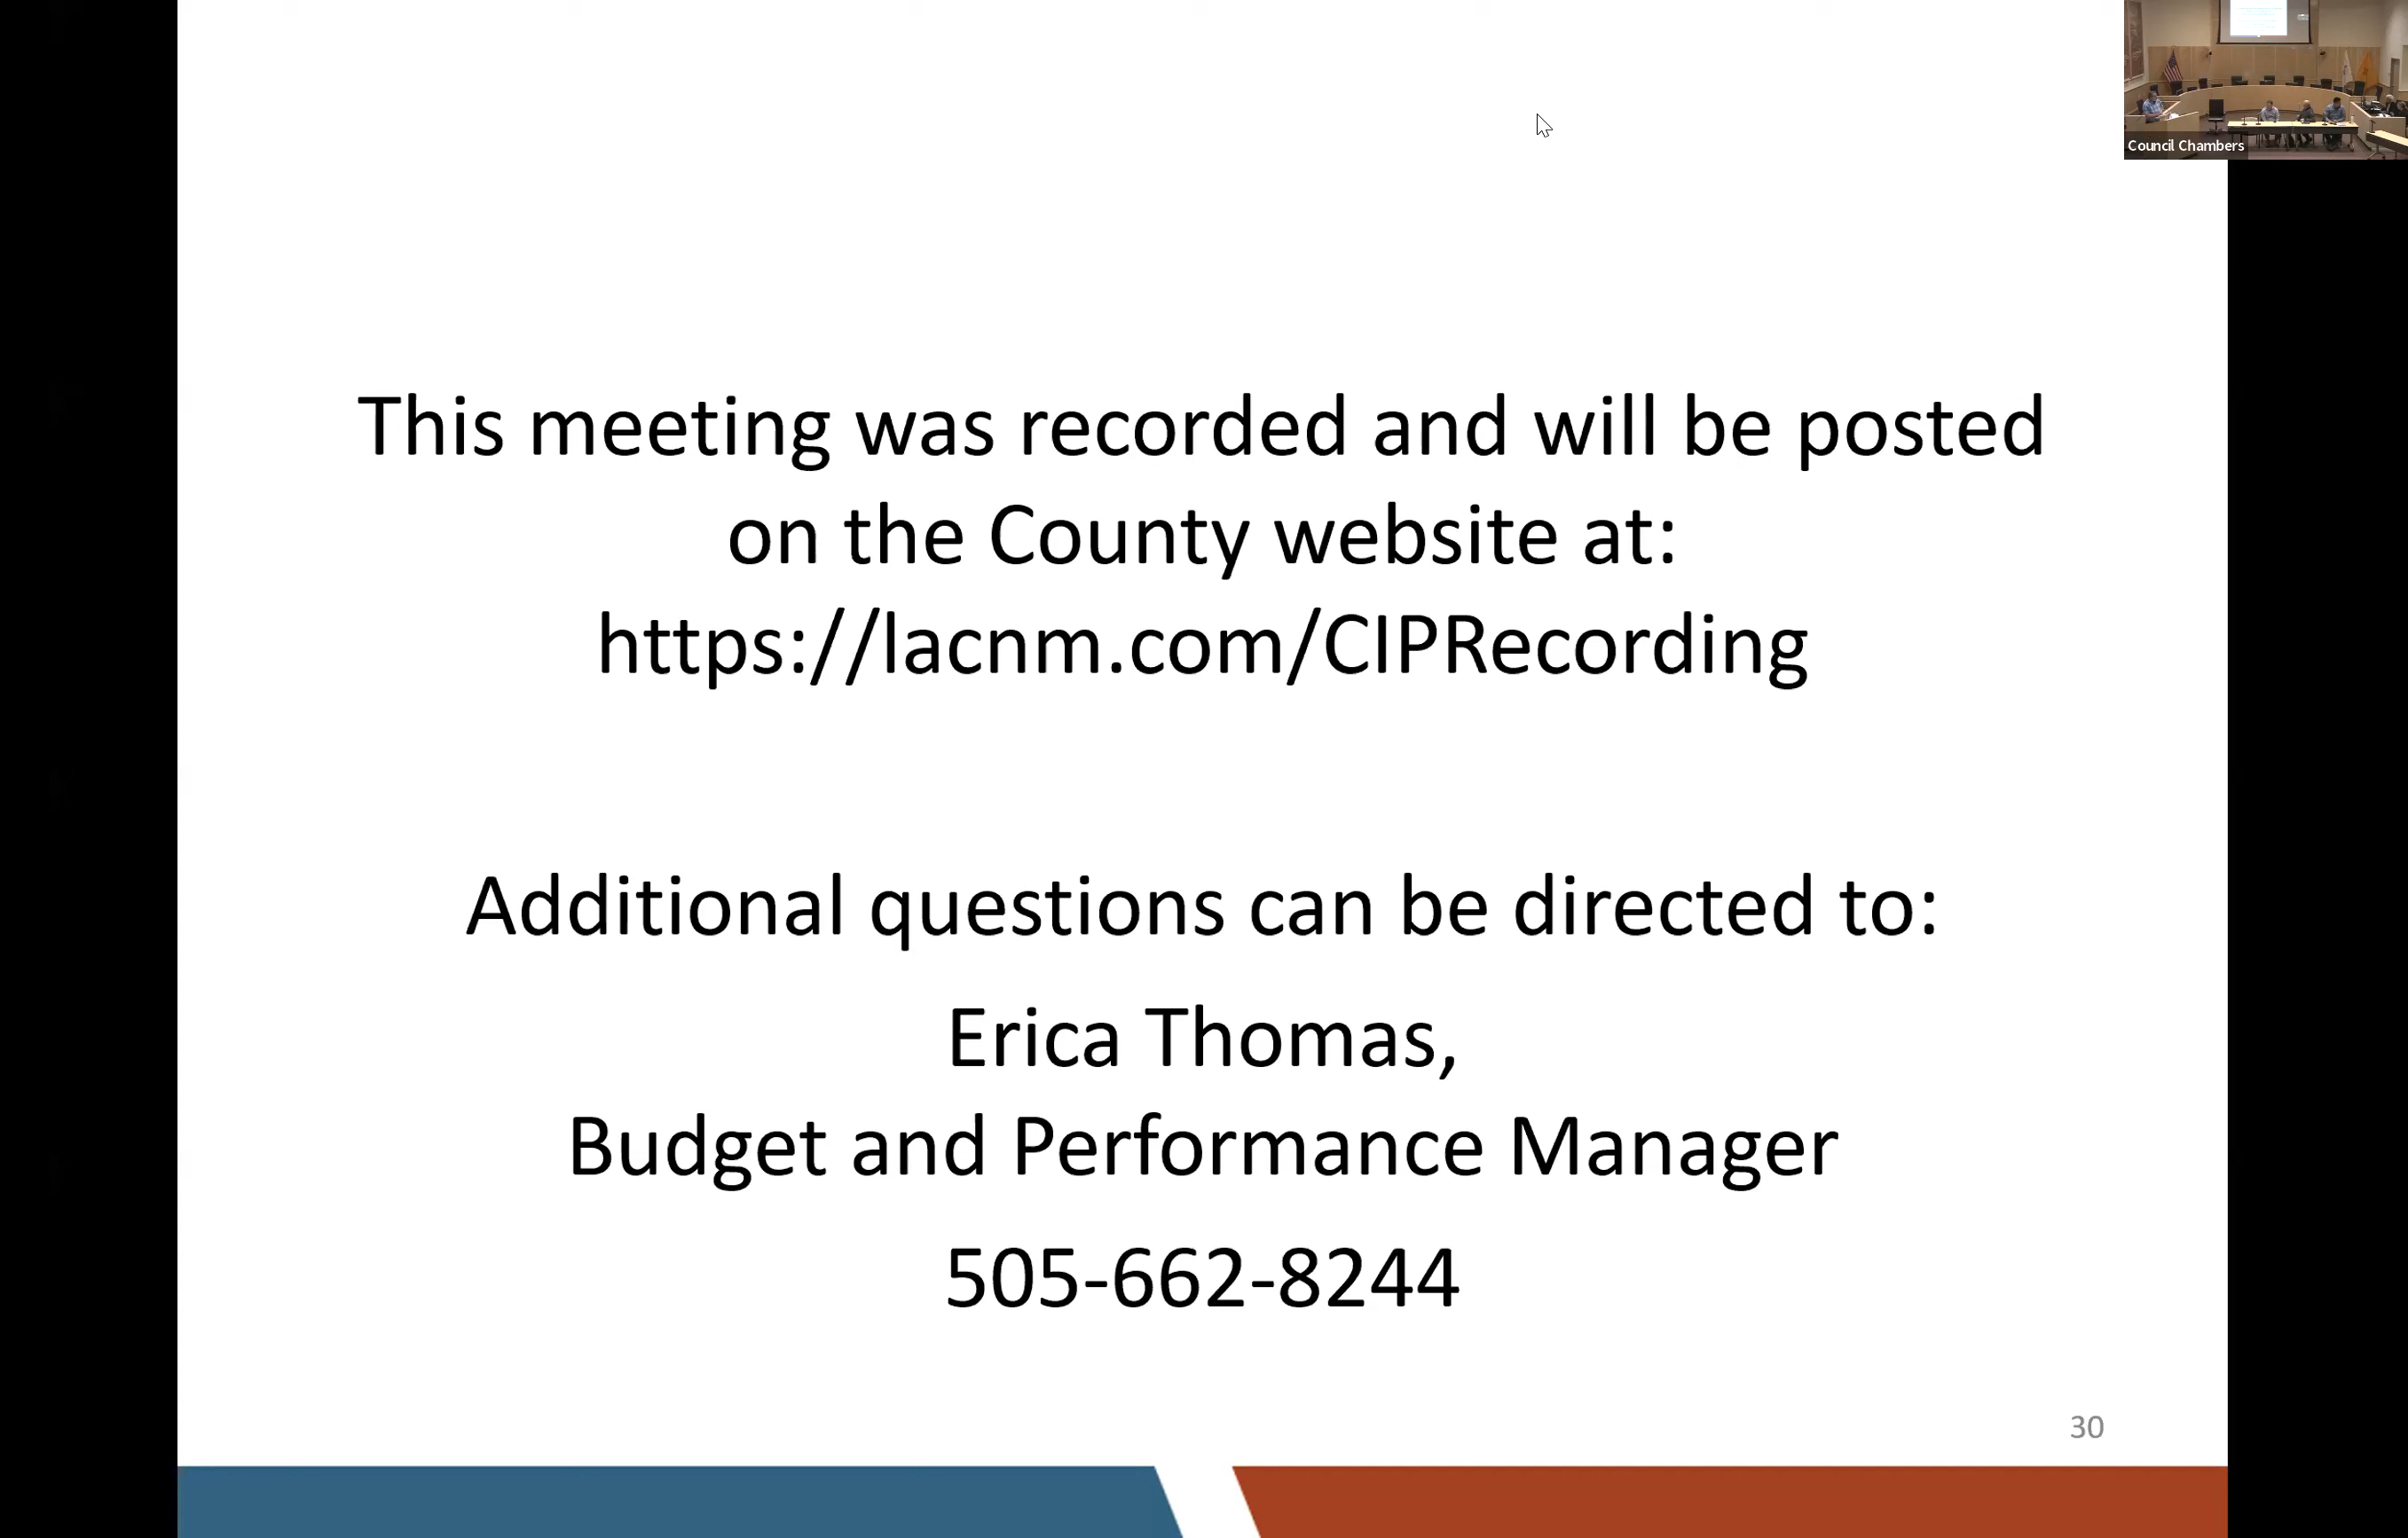 Council Chambers
This meeting was recorded and will be posted
on the County website at:
https://lacnm.com/CIPRecording
Additional questions can be directed to:
Erica Thomas,
Budget and Performance Manager
505-662-8244
30